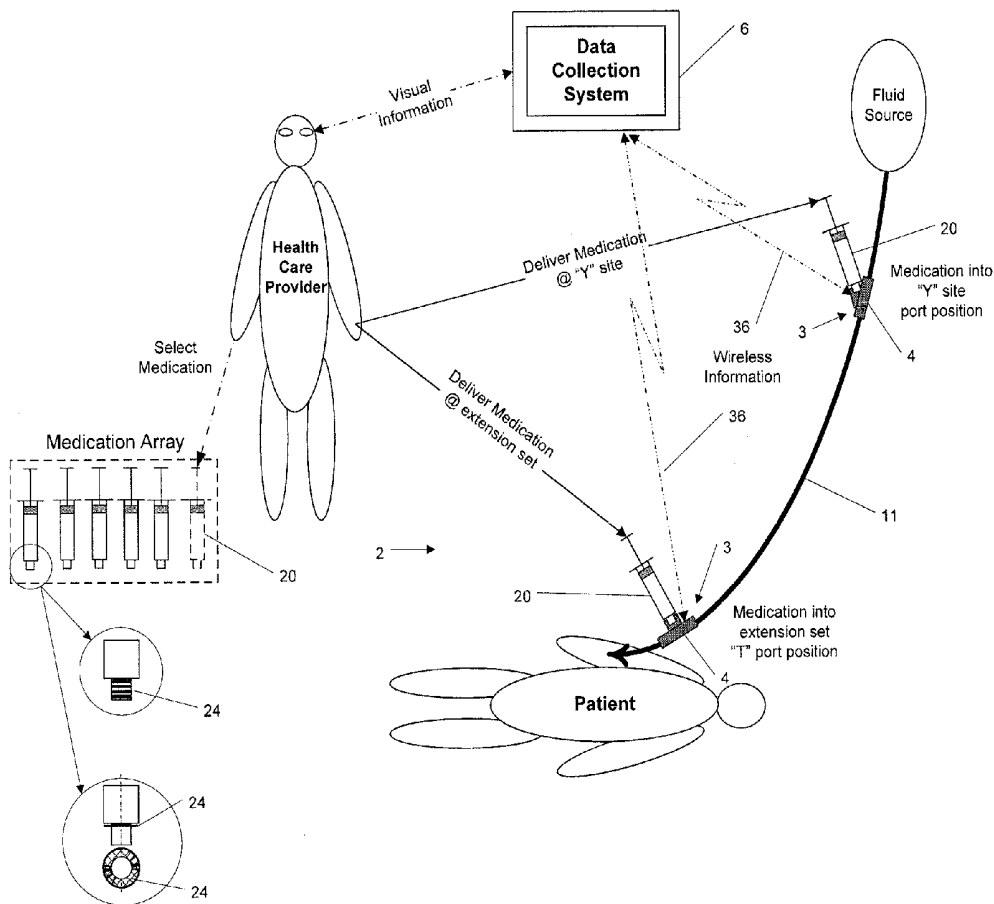 6
Data
Collection
System
Fluid
Source
Visual
Information
Health
Care
Provider
Deliver Medication
@ "Y" site
20
Medication into
"Y" site
port position
36
3
4
Select
Medication
Wireless
Information
Deliver Medication
@ extension set
36
Medication Array
11
20
2
3
20
Medication into
extension set
"T" port position
4
Patient
24
24
24